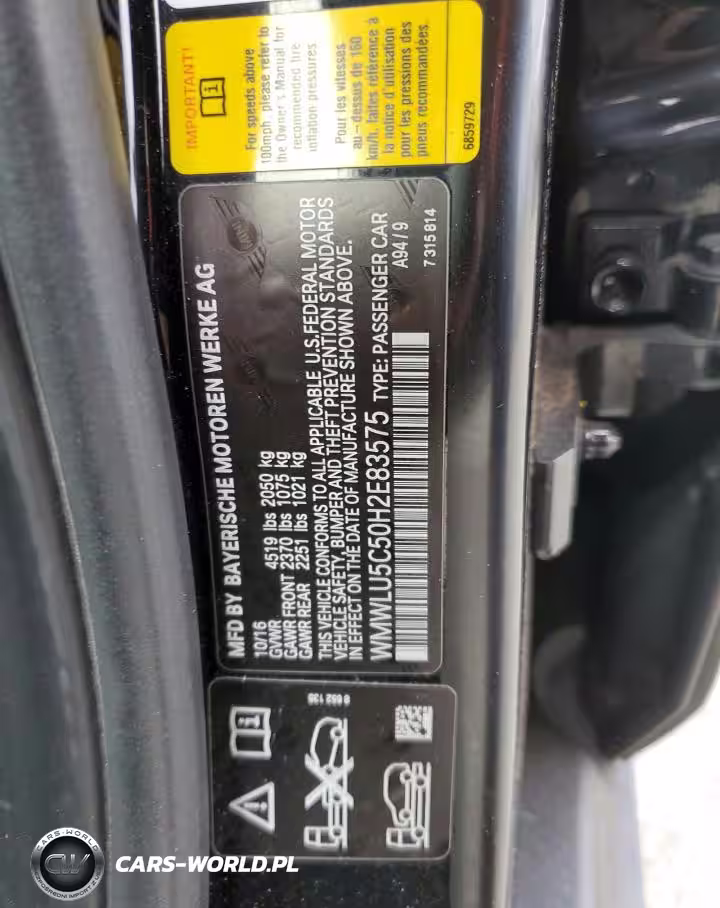 IMPORTANT!
For speeds above
100mph, please refer to
the Owner's Manual for
recommended tire
inflation pressures
Pour les vitesses
au-dessus de 160
km/h, faites référence à
la notice d'utilisation
pour les pressions des
pneus recommandées.
6859729
MFD BY BAYERISCHE MOTOREN WERKE AG
10/16
GVWR 4519 lbs 2050 kg
GAWR FRONT 2370 lbs 1075 kg
GAWR REAR 2251 lbs 1021 kg
THIS VEHICLE CONFORMS TO ALL APPLICABLE U.S. FEDERAL MOTOR
VEHICLE SAFETY, BUMPER AND THEFT PREVENTION STANDARDS
IN EFFECT ON THE DATE OF MANUFACTURE SHOWN ABOVE.
WMWLU5C50H2E83575 TYPE: PASSENGER CAR
A94/9
7315814
MINI
CARS-WORLD
CW
CARS-WORLD.PL